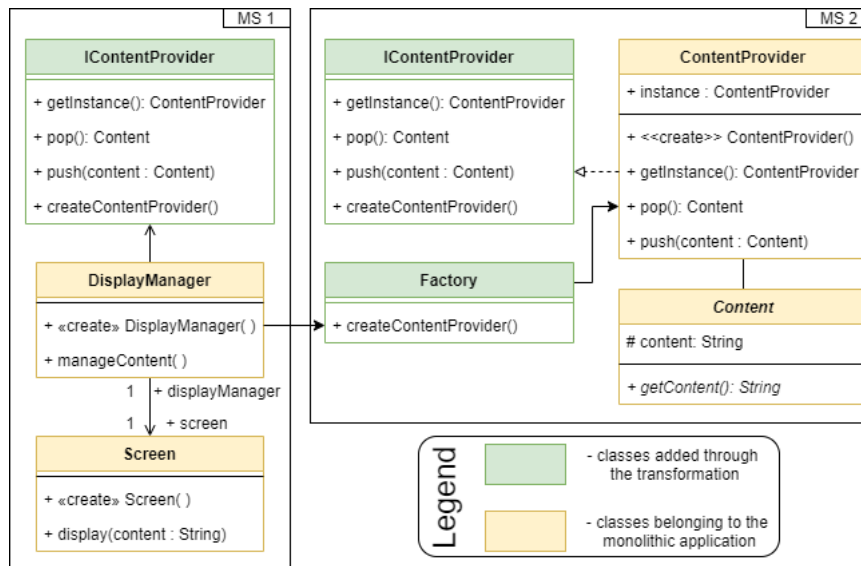 MS 1
IContentProvider
+ getInstance(): ContentProvider
+ pop(): Content
+ push(content : Content)
+ createContentProvider()
DisplayManager
+ «create» DisplayManager( )
+ manageContent( )
1 + displayManager
1 + screen
Screen
+ «create» Screen( )
+ display(content : String)
MS 2
IContentProvider
+ getInstance(): ContentProvider
+ pop(): Content
+ push(content : Content)
+ createContentProvider()
Factory
+ createContentProvider()
ContentProvider
+ instance : ContentProvider
+ <<create>> ContentProvider()
+ getInstance(): ContentProvider
+ pop(): Content
+ push(content : Content)
Content
# content: String
+ getContent(): String
Legend
- classes added through
the transformation
- classes belonging to the
monolithic application